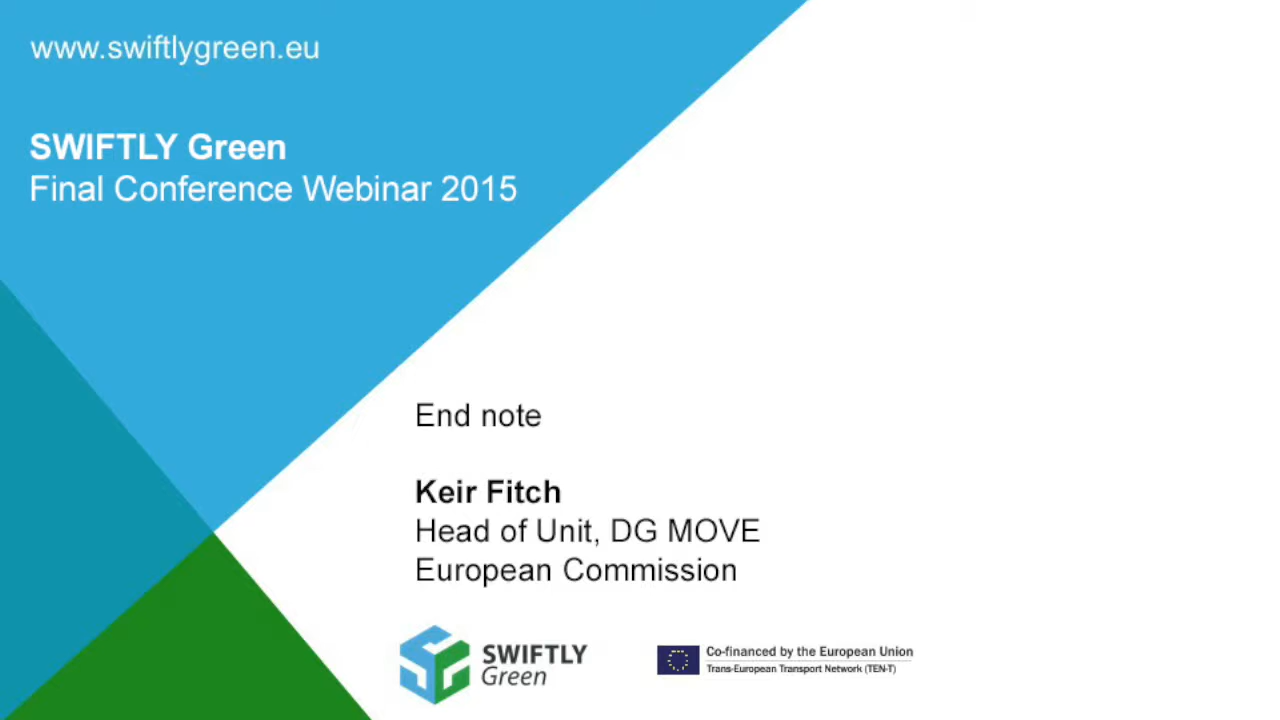 www.swiftlygreen.eu
SWIFTLY Green
Final Conference Webinar 2015
End note
Keir Fitch
Head of Unit, DG MOVE
European Commission
SWIFTLY
Green
Co-financed by the European Union
Trans-European Transport Network (TEN-T)